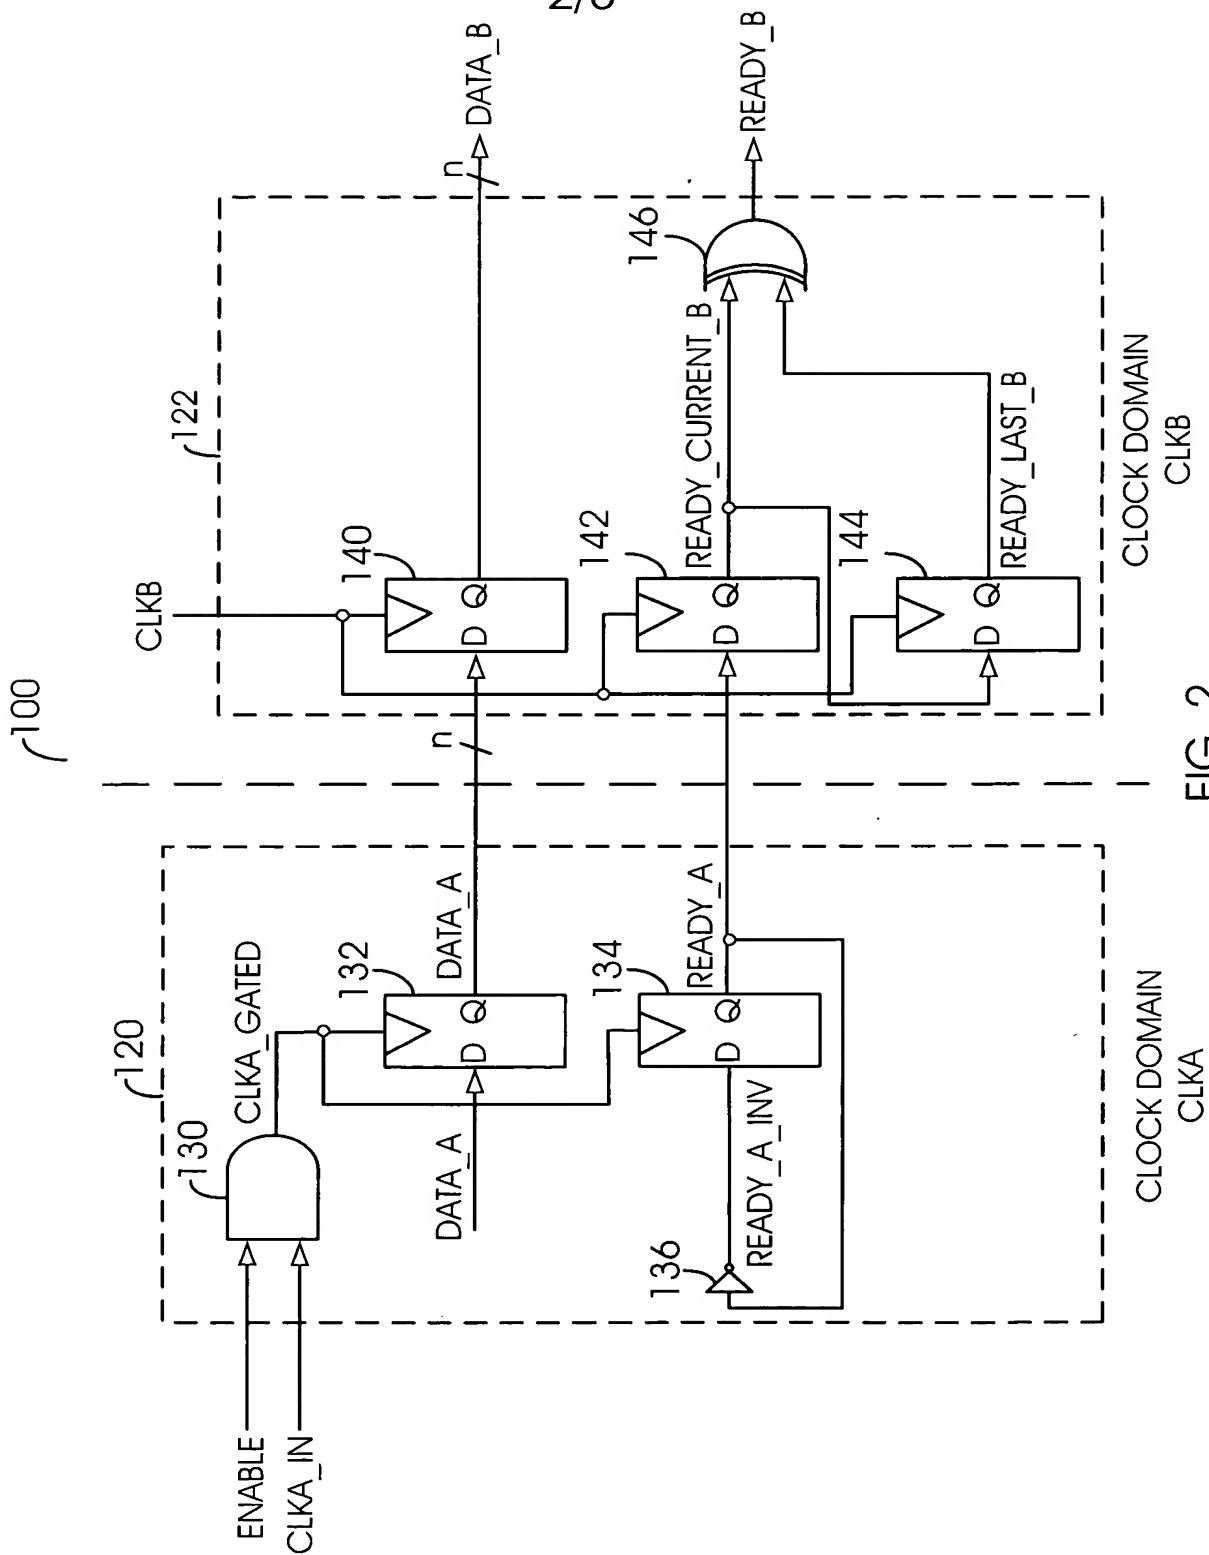 2/6
100
ENABLE
CLKA_IN
120
130
CLKA_GATED
132
DATA_A
D Q
DATA_A
134
D Q
READY_A
136
READY_A_INV
CLOCK DOMAIN
CLKA
n
122
CLKB
140
D Q
n
DATA_B
142
D Q
READY_CURRENT_B
144
D Q
READY_LAST_B
146
READY_B
CLOCK DOMAIN
CLKB
FIG. 2